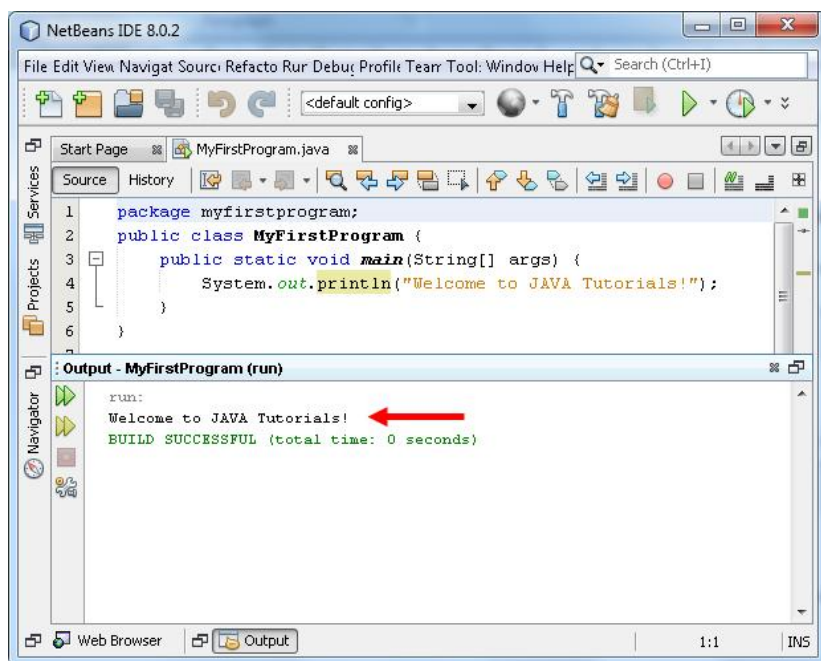 NetBeans IDE 8.0.2
File Edit View Navigat Sourc Refacto Rur Debug Profile Team Tool: Window Help Search (Ctrl+I)
<default config>
Start Page MyFirstProgram.java
Source History
Services
Projects
Navigator
1 package myfirstprogram;
2 public class MyFirstProgram {
3 public static void main(String[] args) {
4 System.out.println("Welcome to JAVA Tutorials!");
5 }
6 }
Output - MyFirstProgram (run)
run:
Welcome to JAVA Tutorials!
BUILD SUCCESSFUL (total time: 0 seconds)
Web Browser Output 1:1 INS